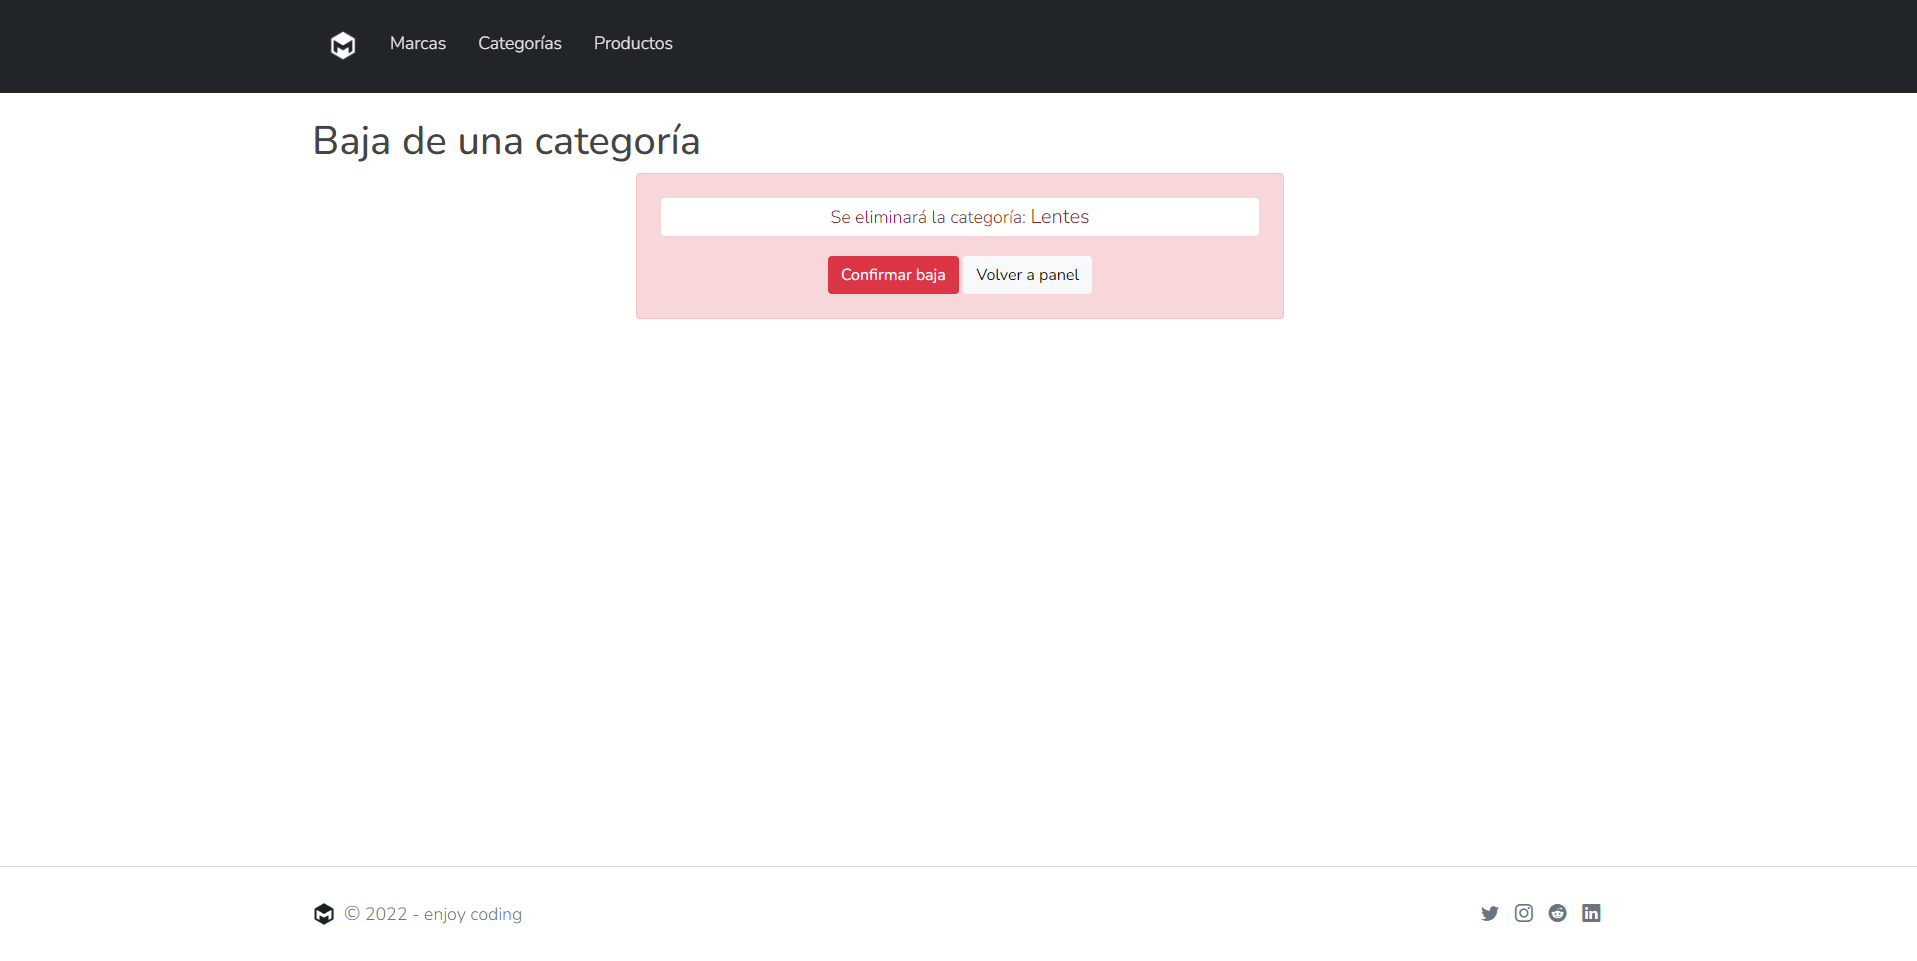 Marcas Categorías Productos
Baja de una categoría
Se eliminará la categoría: Lentes
Confirmar baja Volver a panel
© 2022 - enjoy coding